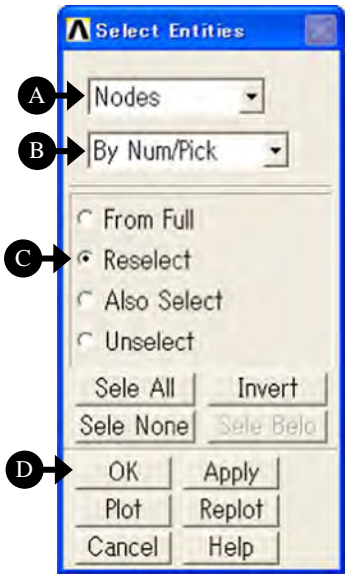 Select Entities
A Nodes
B By Num/Pick
From Full
C Reselect
Also Select
Unselect
Sele All Invert
Sele None Sele Belo
D OK Apply
Plot Replot
Cancel Help